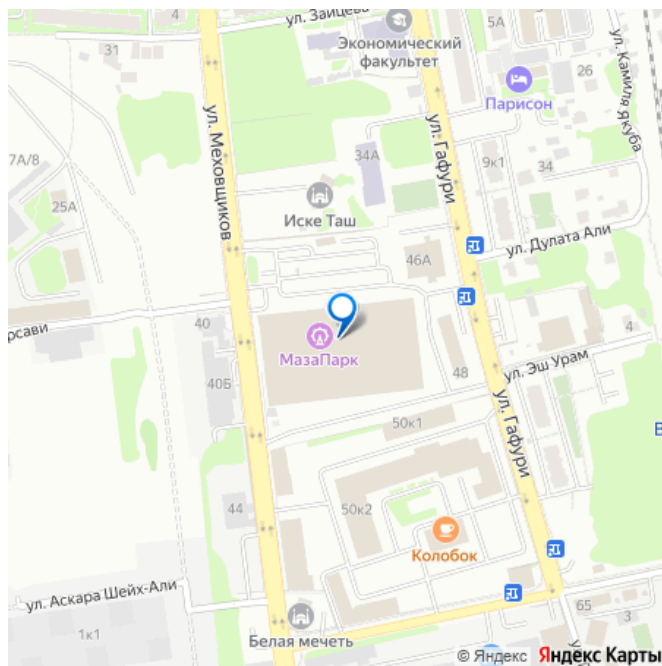 ул. Зайцева
4
5А
31
Экономический
факультет
26
Парисон
ул. Камиля Якуба
ул. Меховщиков
ул. Гафури
34А
9к1
34
7А/8
25А
Иске Таш
ул. Дулата Али
46А
рсави
40
МазаПарк
4
ул. Эш Урам
48
40Б
50к1
ул. Гафури
В
50к2
44
Колобок
ул. Аскара Шейх-Али
65
3
1к1
Белая мечеть
© Яндекс Яндекс Карты